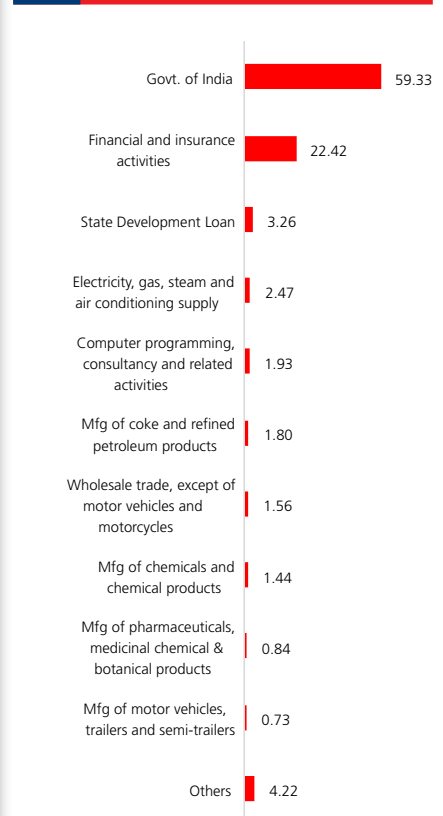 Govt. of India 59.33
Financial and insurance
activities 22.42
State Development Loan 3.26
Electricity, gas, steam and
air conditioning supply 2.47
Computer programming,
consultancy and related
activities 1.93
Mfg of coke and refined
petroleum products 1.80
Wholesale trade, except of
motor vehicles and
motorcycles 1.56
Mfg of chemicals and
chemical products 1.44
Mfg of pharmaceuticals,
medicinal chemical &
botanical products 0.84
Mfg of motor vehicles,
trailers and semi-trailers 0.73
Others 4.22